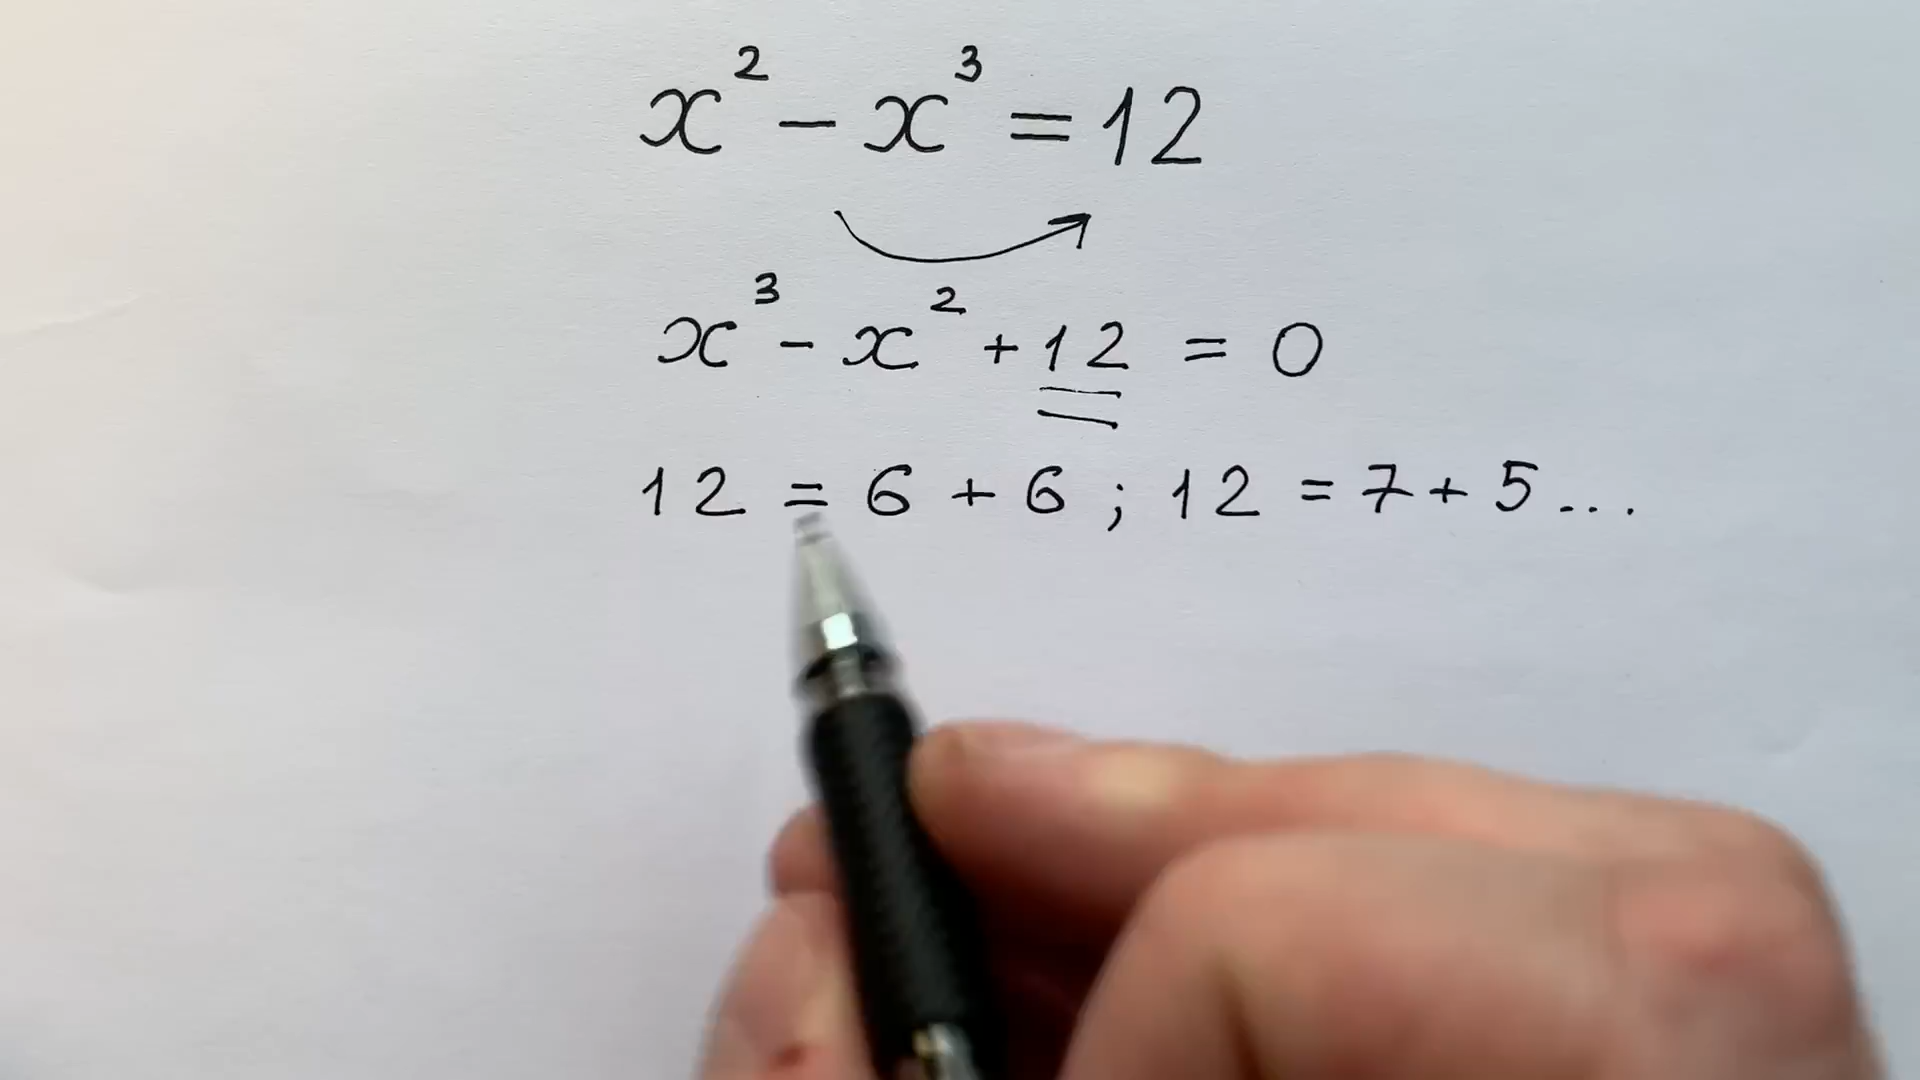 x² - x³ = 12
x³ - x² + 12 = 0
12 = 6 + 6 ; 12 = 7 + 5 ...